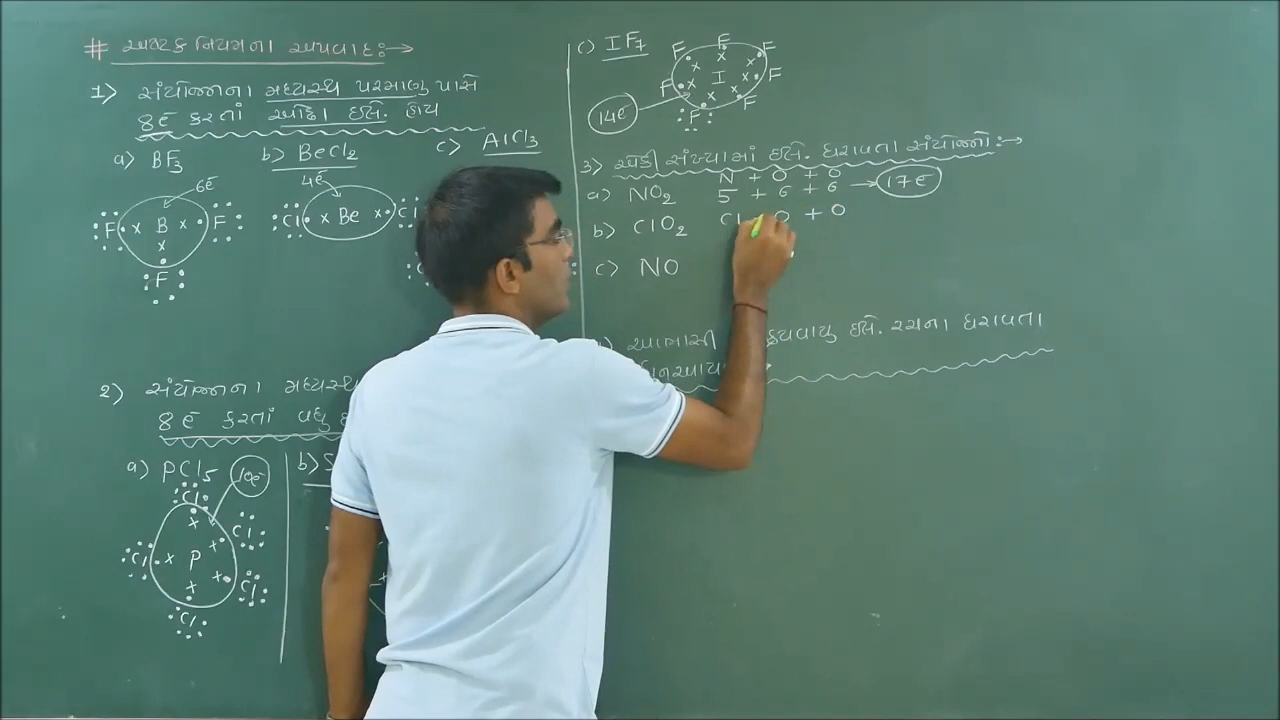 # અષ્ટક નિયમના અપવાદ :→
1> સંયોજનના મધ્યસ્થ પરમાણુ પાસે
8e⁻ કરતાં ઓછા ઇલે. હોય
a) BF₃
6e⁻
F B F
F
b) BeCl₂
4e⁻
Cl Be Cl
c) AlCl₃
2) સંયોજનના મધ્યસ્થ
8e⁻ કરતાં વધુ
a) PCl₅
10e⁻
Cl
Cl P Cl
Cl
Cl
b) S
c) IF₇
F F F
F I F
F F
14e⁻
3> એકી સંખ્યામાં ઇલે. ધરાવતા સંયોજનો :→
a) NO₂ N + O + O
5 + 6 + 6 → 17e⁻
b) ClO₂ Cl O + O
c) NO
આભાસી ઇલે. રચના ધરાવતા